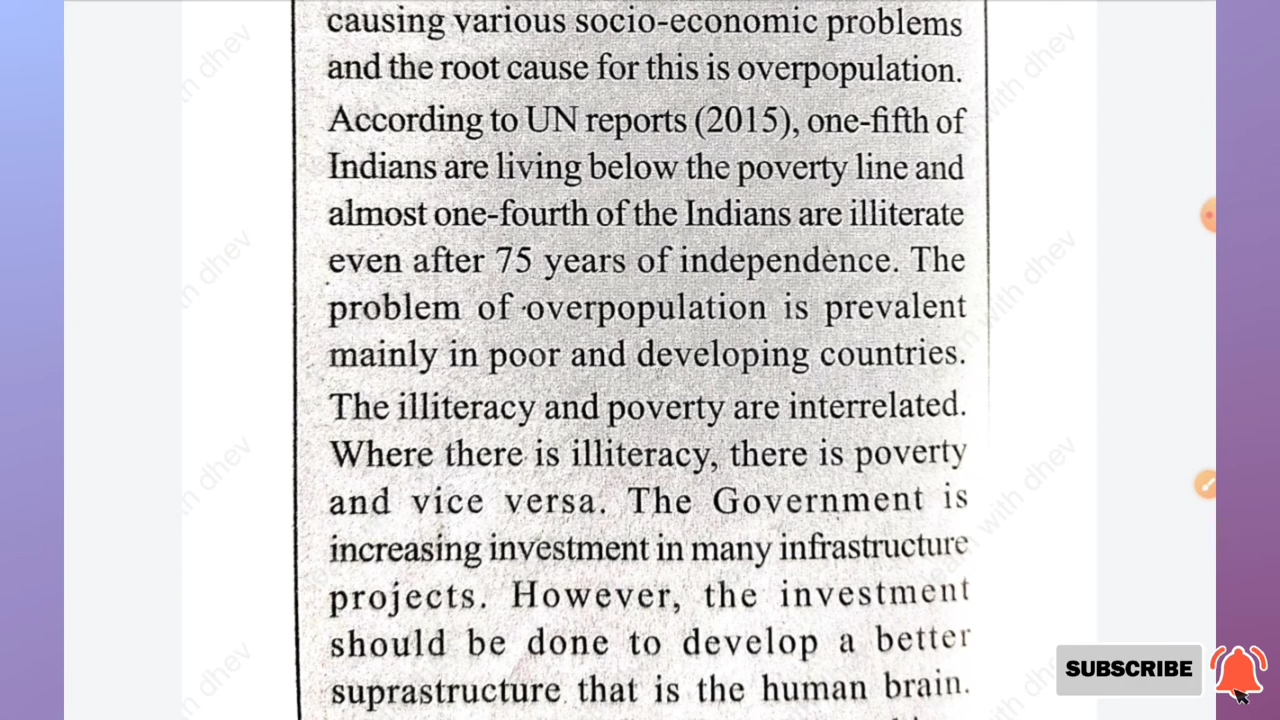 causing various socio-economic problems
and the root cause for this is overpopulation.
According to UN reports (2015), one-fifth of
Indians are living below the poverty line and
almost one-fourth of the Indians are illiterate
even after 75 years of independence. The
problem of overpopulation is prevalent
mainly in poor and developing countries.
The illiteracy and poverty are interrelated.
Where there is illiteracy, there is poverty
and vice versa. The Government is
increasing investment in many infrastructure
projects. However, the investment
should be done to develop a better
suprastructure that is the human brain.
SUBSCRIBE